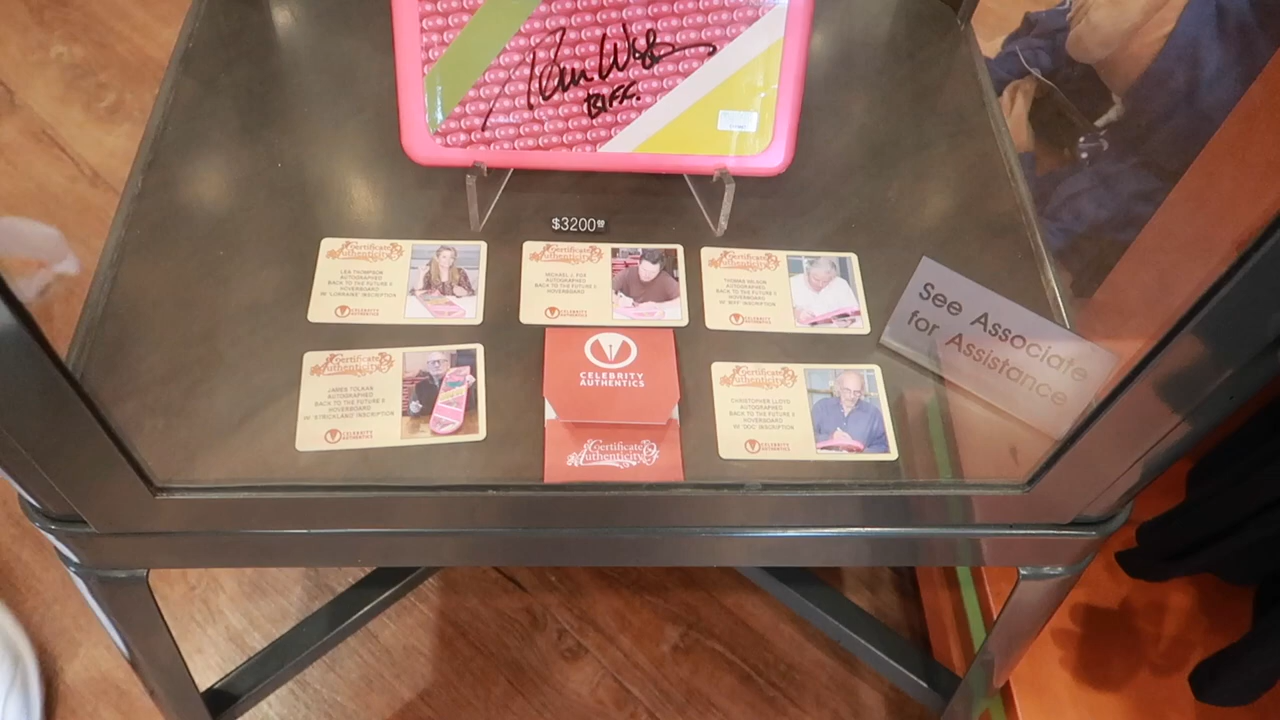 Tom Wilson
BIFF.
$3200⁰⁰
Certificate of Authenticity
LEA THOMPSON
AUTOGRAPHED
BACK TO THE FUTURE II
HOVERBOARD
W/ "LORRAINE" INSCRIPTION
CELEBRITY AUTHENTICS
Certificate of Authenticity
MICHAEL J. FOX
AUTOGRAPHED
BACK TO THE FUTURE II
HOVERBOARD
CELEBRITY AUTHENTICS
Certificate of Authenticity
THOMAS WILSON
AUTOGRAPHED
BACK TO THE FUTURE II
HOVERBOARD
W/ "BIFF" INSCRIPTION
CELEBRITY AUTHENTICS
See Associate
for Assistance
Certificate of Authenticity
JAMES TOLKAN
AUTOGRAPHED
BACK TO THE FUTURE II
HOVERBOARD
W/ "STRICKLAND" INSCRIPTION
CELEBRITY AUTHENTICS
CELEBRITY
AUTHENTICS
Certificate of
Authenticity
Certificate of Authenticity
CHRISTOPHER LLOYD
AUTOGRAPHED
BACK TO THE FUTURE II
HOVERBOARD
W/ "DOC" INSCRIPTION
CELEBRITY AUTHENTICS